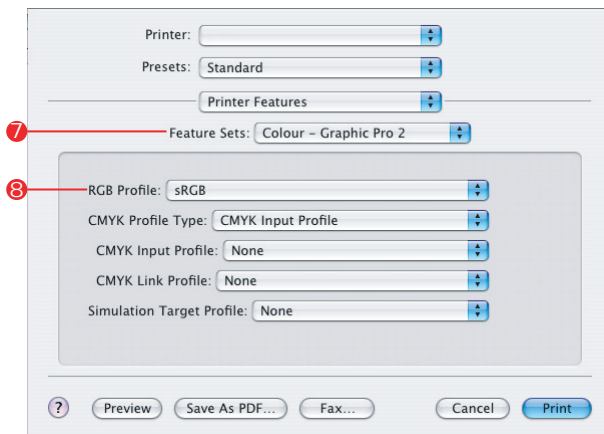 Printer:
Presets: Standard
Printer Features
7 Feature Sets: Colour – Graphic Pro 2
8 RGB Profile: sRGB
CMYK Profile Type: CMYK Input Profile
CMYK Input Profile: None
CMYK Link Profile: None
Simulation Target Profile: None
? Preview Save As PDF... Fax... Cancel Print